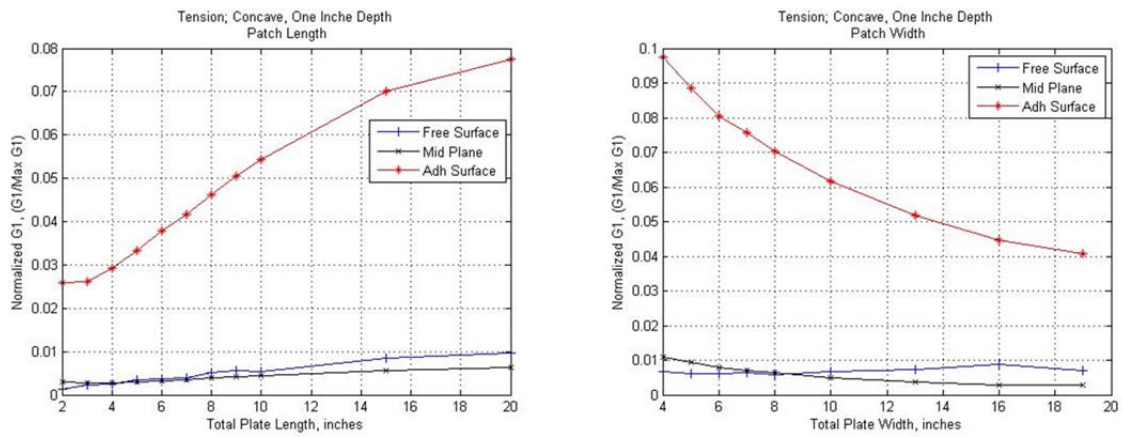 Tension; Concave, One Inche Depth
Patch Length
0.08
0.07
0.06
0.05
0.04
0.03
0.02
0.01
0
Normalized G1, (G1/Max G1)
Free Surface
Mid Plane
Adh Surface
2 4 6 8 10 12 14 16 18 20
Total Plate Length, inches
Tension; Concave, One Inche Depth
Patch Width
0.1
0.09
0.08
0.07
0.06
0.05
0.04
0.03
0.02
0.01
0
Normalized G1, (G1/Max G1)
Free Surface
Mid Plane
Adh Surface
4 6 8 10 12 14 16 18 20
Total Plate Width, inches